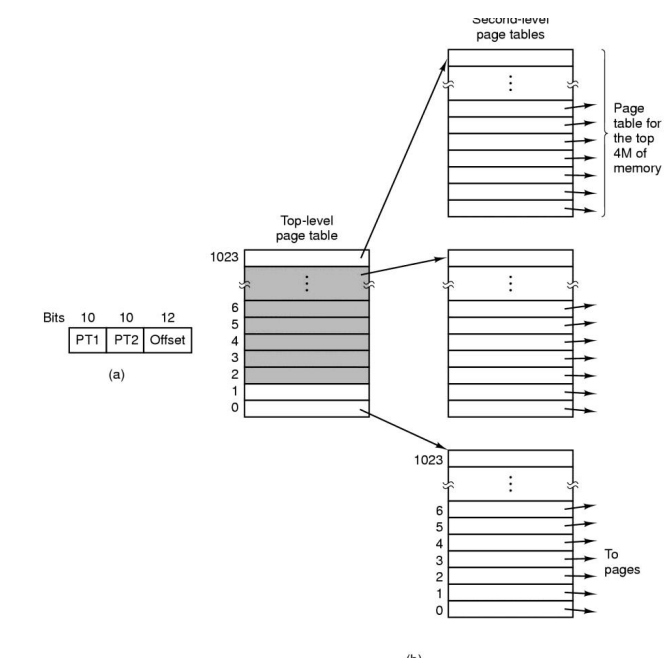 Second-level
page tables
Page
table for
the top
4M of
memory
Top-level
page table
1023
6
5
4
3
2
1
0
Bits 10 10 12
PT1 PT2 Offset
(a)
1023
6
5
4
3
2
1
0
To
pages
(b)